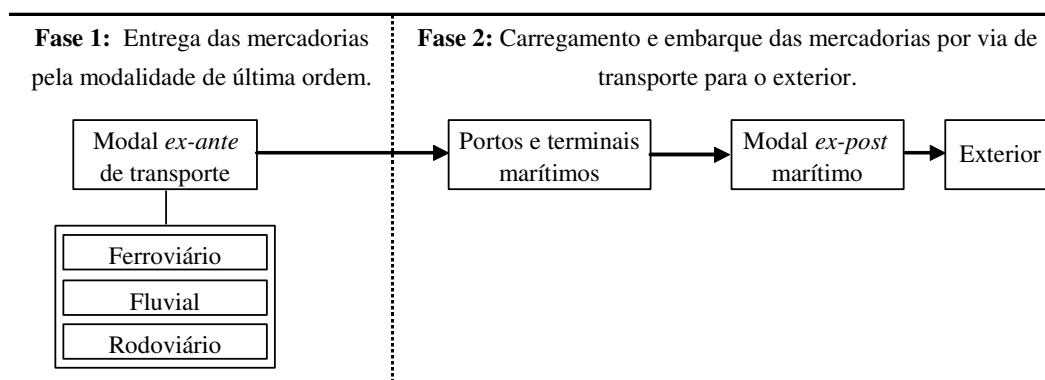 Fase 1: Entrega das mercadorias
pela modalidade de última ordem.
Fase 2: Carregamento e embarque das mercadorias por via de
transporte para o exterior.
Modal ex-ante
de transporte
Portos e terminais
marítimos
Modal ex-post
marítimo
Exterior
Ferroviário
Fluvial
Rodoviário